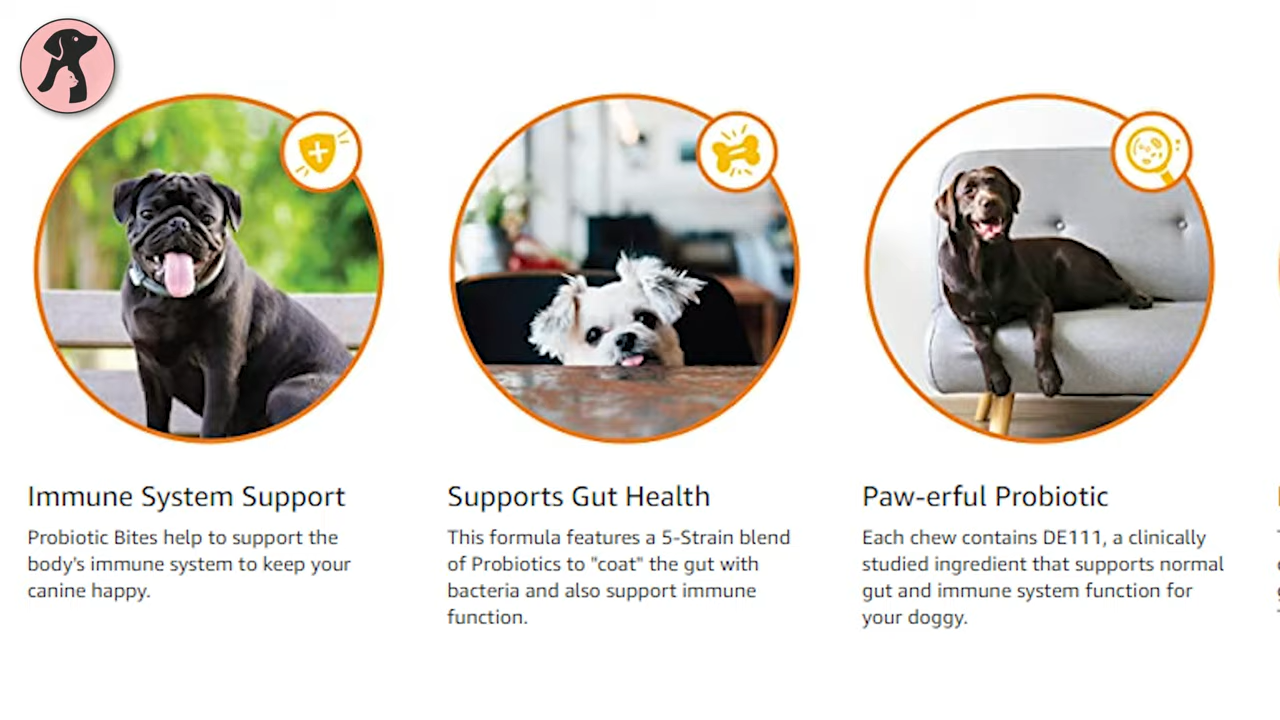 Immune System Support
Probiotic Bites help to support the
body's immune system to keep your
canine happy.
Supports Gut Health
This formula features a 5-Strain blend
of Probiotics to "coat" the gut with
bacteria and also support immune
function.
Paw-erful Probiotic
Each chew contains DE111, a clinically
studied ingredient that supports normal
gut and immune system function for
your doggy.